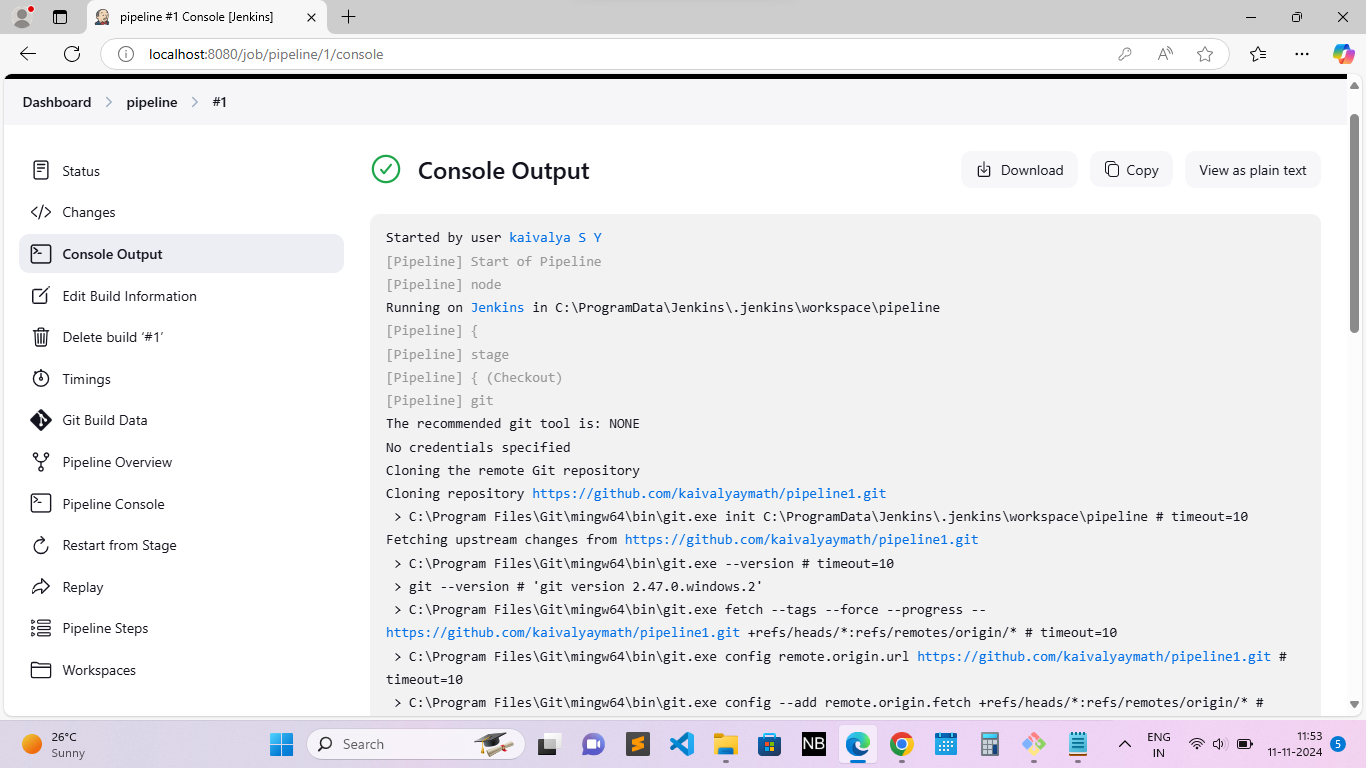 pipeline #1 Console [Jenkins]
localhost:8080/job/pipeline/1/console
Dashboard > pipeline > #1
Status
Changes
Console Output
Edit Build Information
Delete build ‘#1’
Timings
Git Build Data
Pipeline Overview
Pipeline Console
Restart from Stage
Replay
Pipeline Steps
Workspaces
Console Output
Download
Copy
View as plain text
Started by user kaivalya S Y
[Pipeline] Start of Pipeline
[Pipeline] node
Running on Jenkins in C:\ProgramData\Jenkins\.jenkins\workspace\pipeline
[Pipeline] {
[Pipeline] stage
[Pipeline] { (Checkout)
[Pipeline] git
The recommended git tool is: NONE
No credentials specified
Cloning the remote Git repository
Cloning repository https://github.com/kaivalyaymath/pipeline1.git
> C:\Program Files\Git\mingw64\bin\git.exe init C:\ProgramData\Jenkins\.jenkins\workspace\pipeline # timeout=10
Fetching upstream changes from https://github.com/kaivalyaymath/pipeline1.git
> C:\Program Files\Git\mingw64\bin\git.exe --version # timeout=10
> git --version # 'git version 2.47.0.windows.2'
> C:\Program Files\Git\mingw64\bin\git.exe fetch --tags --force --progress --
https://github.com/kaivalyaymath/pipeline1.git +refs/heads/*:refs/remotes/origin/* # timeout=10
> C:\Program Files\Git\mingw64\bin\git.exe config remote.origin.url https://github.com/kaivalyaymath/pipeline1.git #
timeout=10
> C:\Program Files\Git\mingw64\bin\git.exe config --add remote.origin.fetch +refs/heads/*:refs/remotes/origin/* #
26°C
Sunny
Search
NB
ENG
IN
11:53
11-11-2024
5